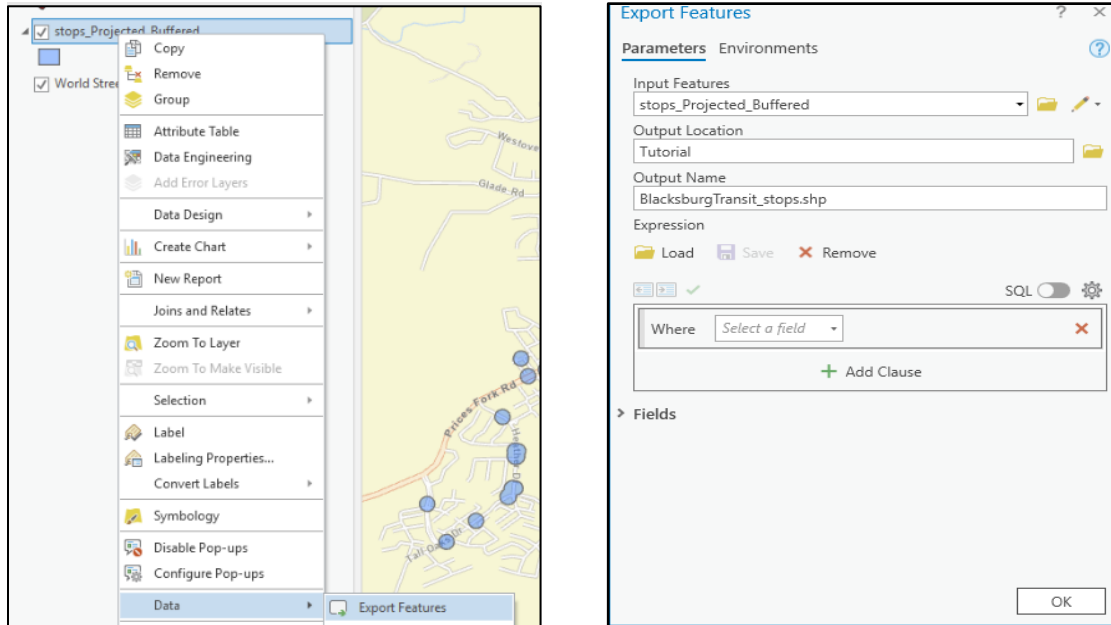 stops_Projected_Buffered
World Stree
Copy
Remove
Group
Attribute Table
Data Engineering
Add Error Layers
Data Design
Create Chart
New Report
Joins and Relates
Zoom To Layer
Zoom To Make Visible
Selection
Label
Labeling Properties...
Convert Labels
Symbology
Disable Pop-ups
Configure Pop-ups
Data
Export Features
Westove
Glade Rd
Prices Fork Rd
Tall Oaks Dr
Export Features
? ×
Parameters Environments
Input Features
stops_Projected_Buffered
Output Location
Tutorial
Output Name
BlacksburgTransit_stops.shp
Expression
Load Save Remove
SQL
Where Select a field
Add Clause
Fields
OK